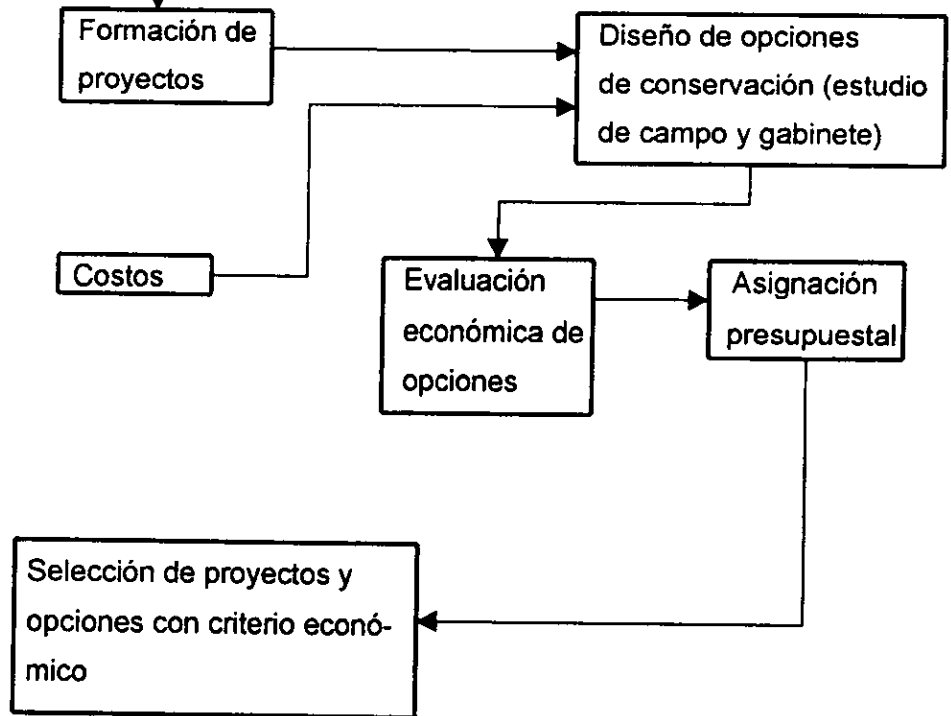 Formación de
proyectos
Diseño de opciones
de conservación (estudio
de campo y gabinete)
Costos
Evaluación
económica de
opciones
Asignación
presupuestal
Selección de proyectos y
opciones con criterio econó-
mico